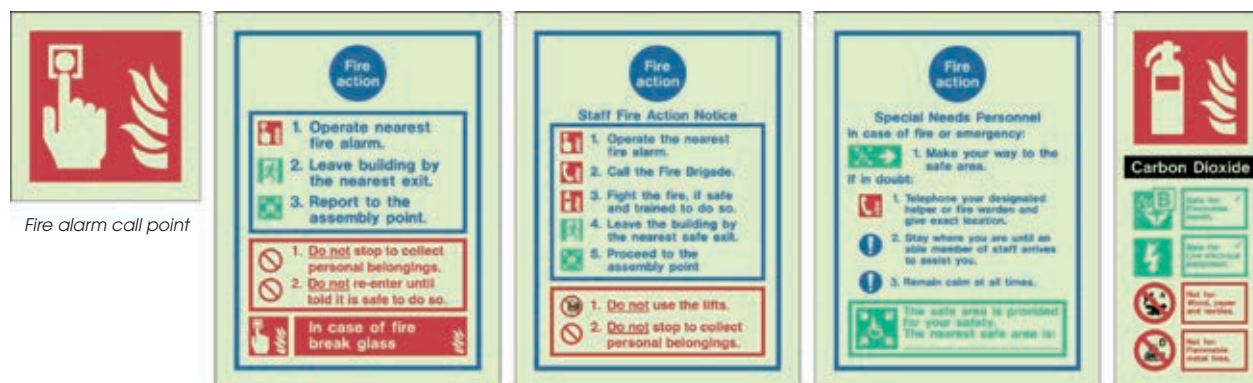 Fire alarm call point
Fire
action
1. Operate nearest
fire alarm.
2. Leave building by
the nearest exit.
3. Report to the
assembly point.
1. Do not stop to collect
personal belongings.
2. Do not re-enter until
told it is safe to do so.
In case of fire
break glass
Fire
action
Staff Fire Action Notice
1. Operate the nearest
fire alarm.
2. Call the Fire Brigade.
3. Fight the fire, if safe
and trained to do so.
4. Leave the building by
the nearest safe exit.
5. Proceed to the
assembly point
1. Do not use the lifts.
2. Do not stop to collect
personal belongings.
Fire
action
Special Needs Personnel
In case of fire or emergency:
1. Make your way to the
safe area.
If in doubt:
1. Telephone your designated
helper or fire warden and
give exact location.
2. Stay where you are until an
able member of staff arrives
to assist you.
3. Remain calm at all times.
The safe area is provided
for your safety.
The nearest safe area is:
Carbon Dioxide
B
Safe for:
Flammable
liquids.
Safe for:
Live electrical
equipment.
A
Not for:
Wood, paper
and textiles.
D
Not for:
Flammable
metal fires.